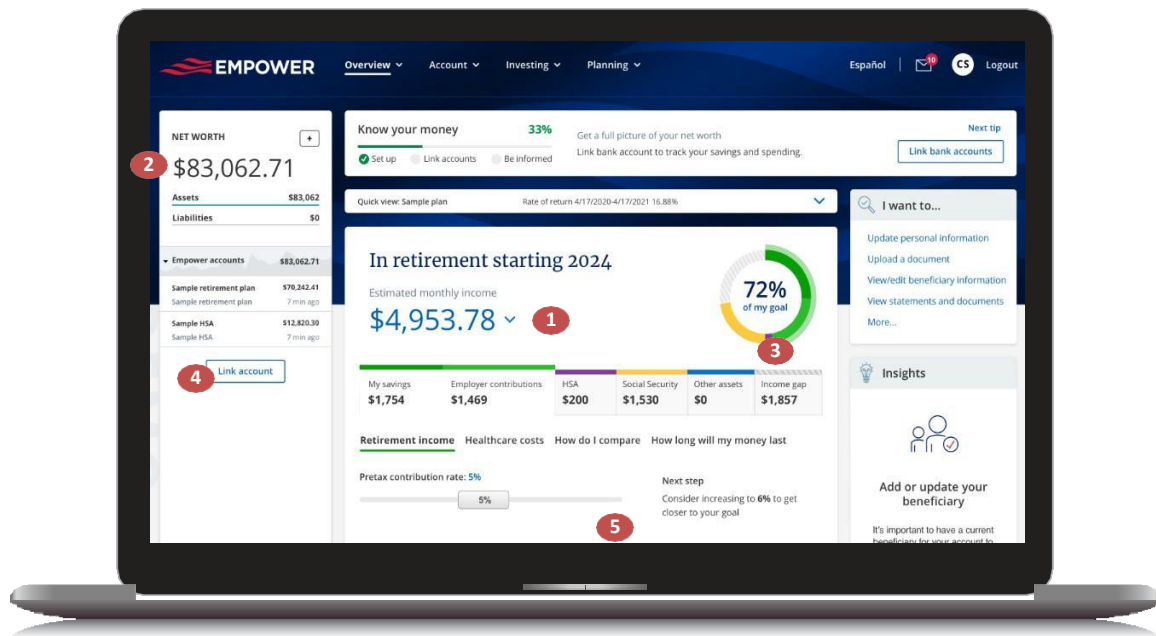 EMPOWER
Overview
Account
Investing
Planning
Español
10
CS
Logout
NET WORTH
+
2
$83,062.71
Assets $83,062
Liabilities $0
Empower accounts $83,062.71
Sample retirement plan $70,242.41
Sample retirement plan 7 min ago
Sample HSA $12,820.30
Sample HSA 7 min ago
4
Link account
Know your money 33%
Set up Link accounts Be informed
Get a full picture of your net worth
Link bank account to track your savings and spending.
Next tip
Link bank accounts
Quick view: Sample plan Rate of return 4/17/2020-4/17/2021 16.88%
In retirement starting 2024
Estimated monthly income
$4,953.78
1
72%
of my goal
3
My savings
$1,754
Employer contributions
$1,469
HSA
$200
Social Security
$1,530
Other assets
$0
Income gap
$1,857
Retirement income Healthcare costs How do I compare How long will my money last
Pretax contribution rate: 5%
5%
Next step
Consider increasing to 6% to get
closer to your goal
5
I want to...
Update personal information
Upload a document
View/edit beneficiary information
View statements and documents
More...
Insights
Add or update your
beneficiary
It's important to have a current
beneficiary for your account to